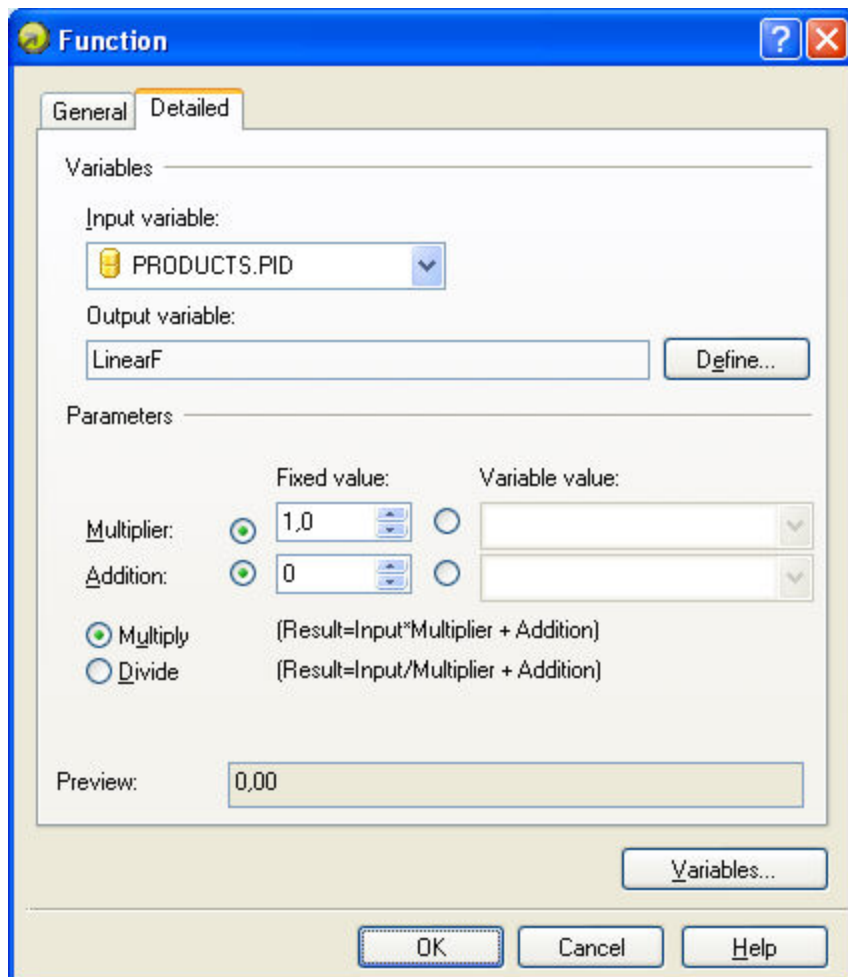 Function
General Detailed
Variables
Input variable:
PRODUCTS.PID
Output variable:
LinearF Define...
Parameters
Fixed value: Variable value:
Multiplier: 1,0
Addition: 0
Multiply (Result=Input*Multiplier + Addition)
Divide (Result=Input/Multiplier + Addition)
Preview: 0,00
Variables...
OK Cancel Help